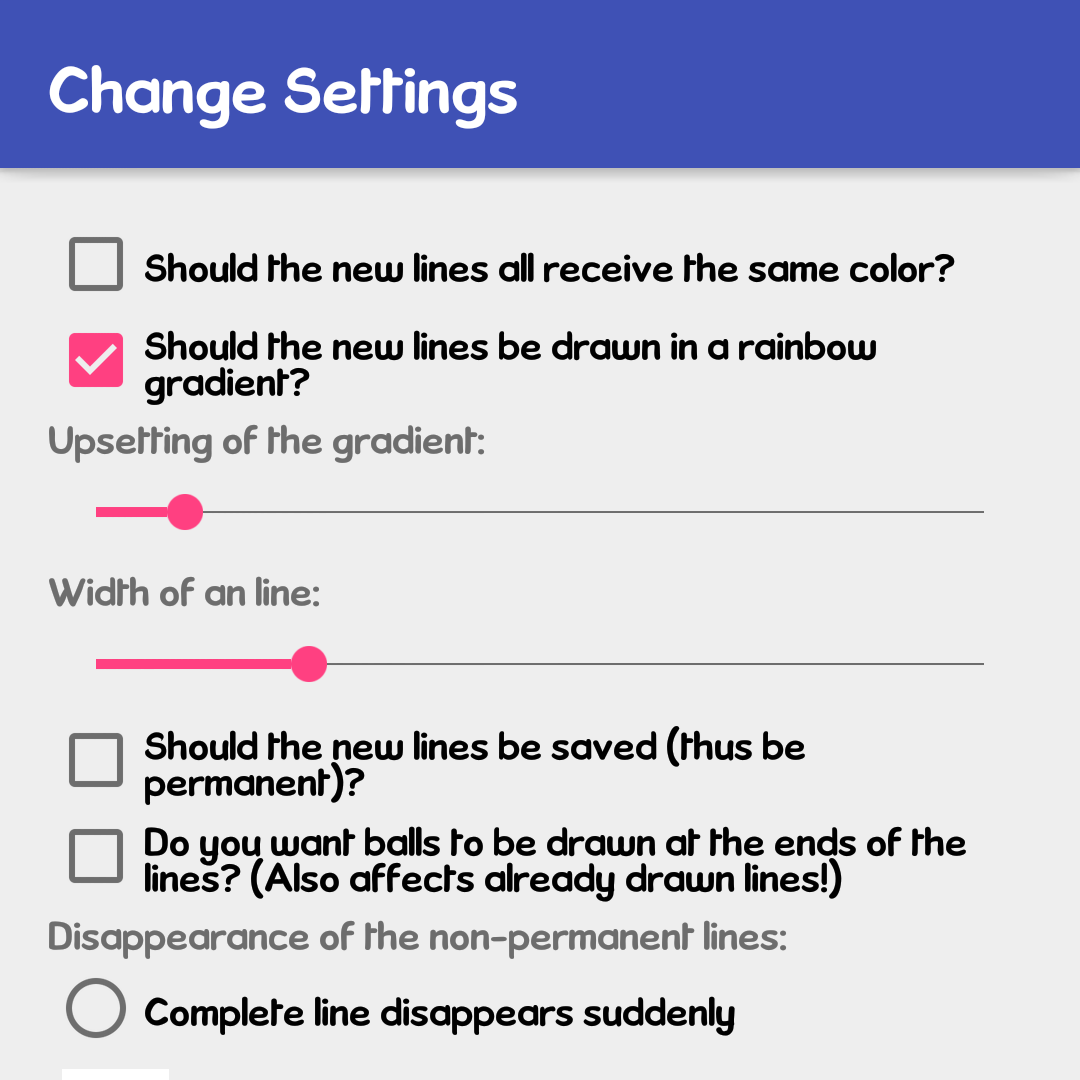 Change Settings
Should the new lines all receive the same color?
Should the new lines be drawn in a rainbow
gradient?
Upsetting of the gradient:
Width of an line:
Should the new lines be saved (thus be
permanent)?
Do you want balls to be drawn at the ends of the
lines? (Also affects already drawn lines!)
Disappearance of the non-permanent lines:
Complete line disappears suddenly